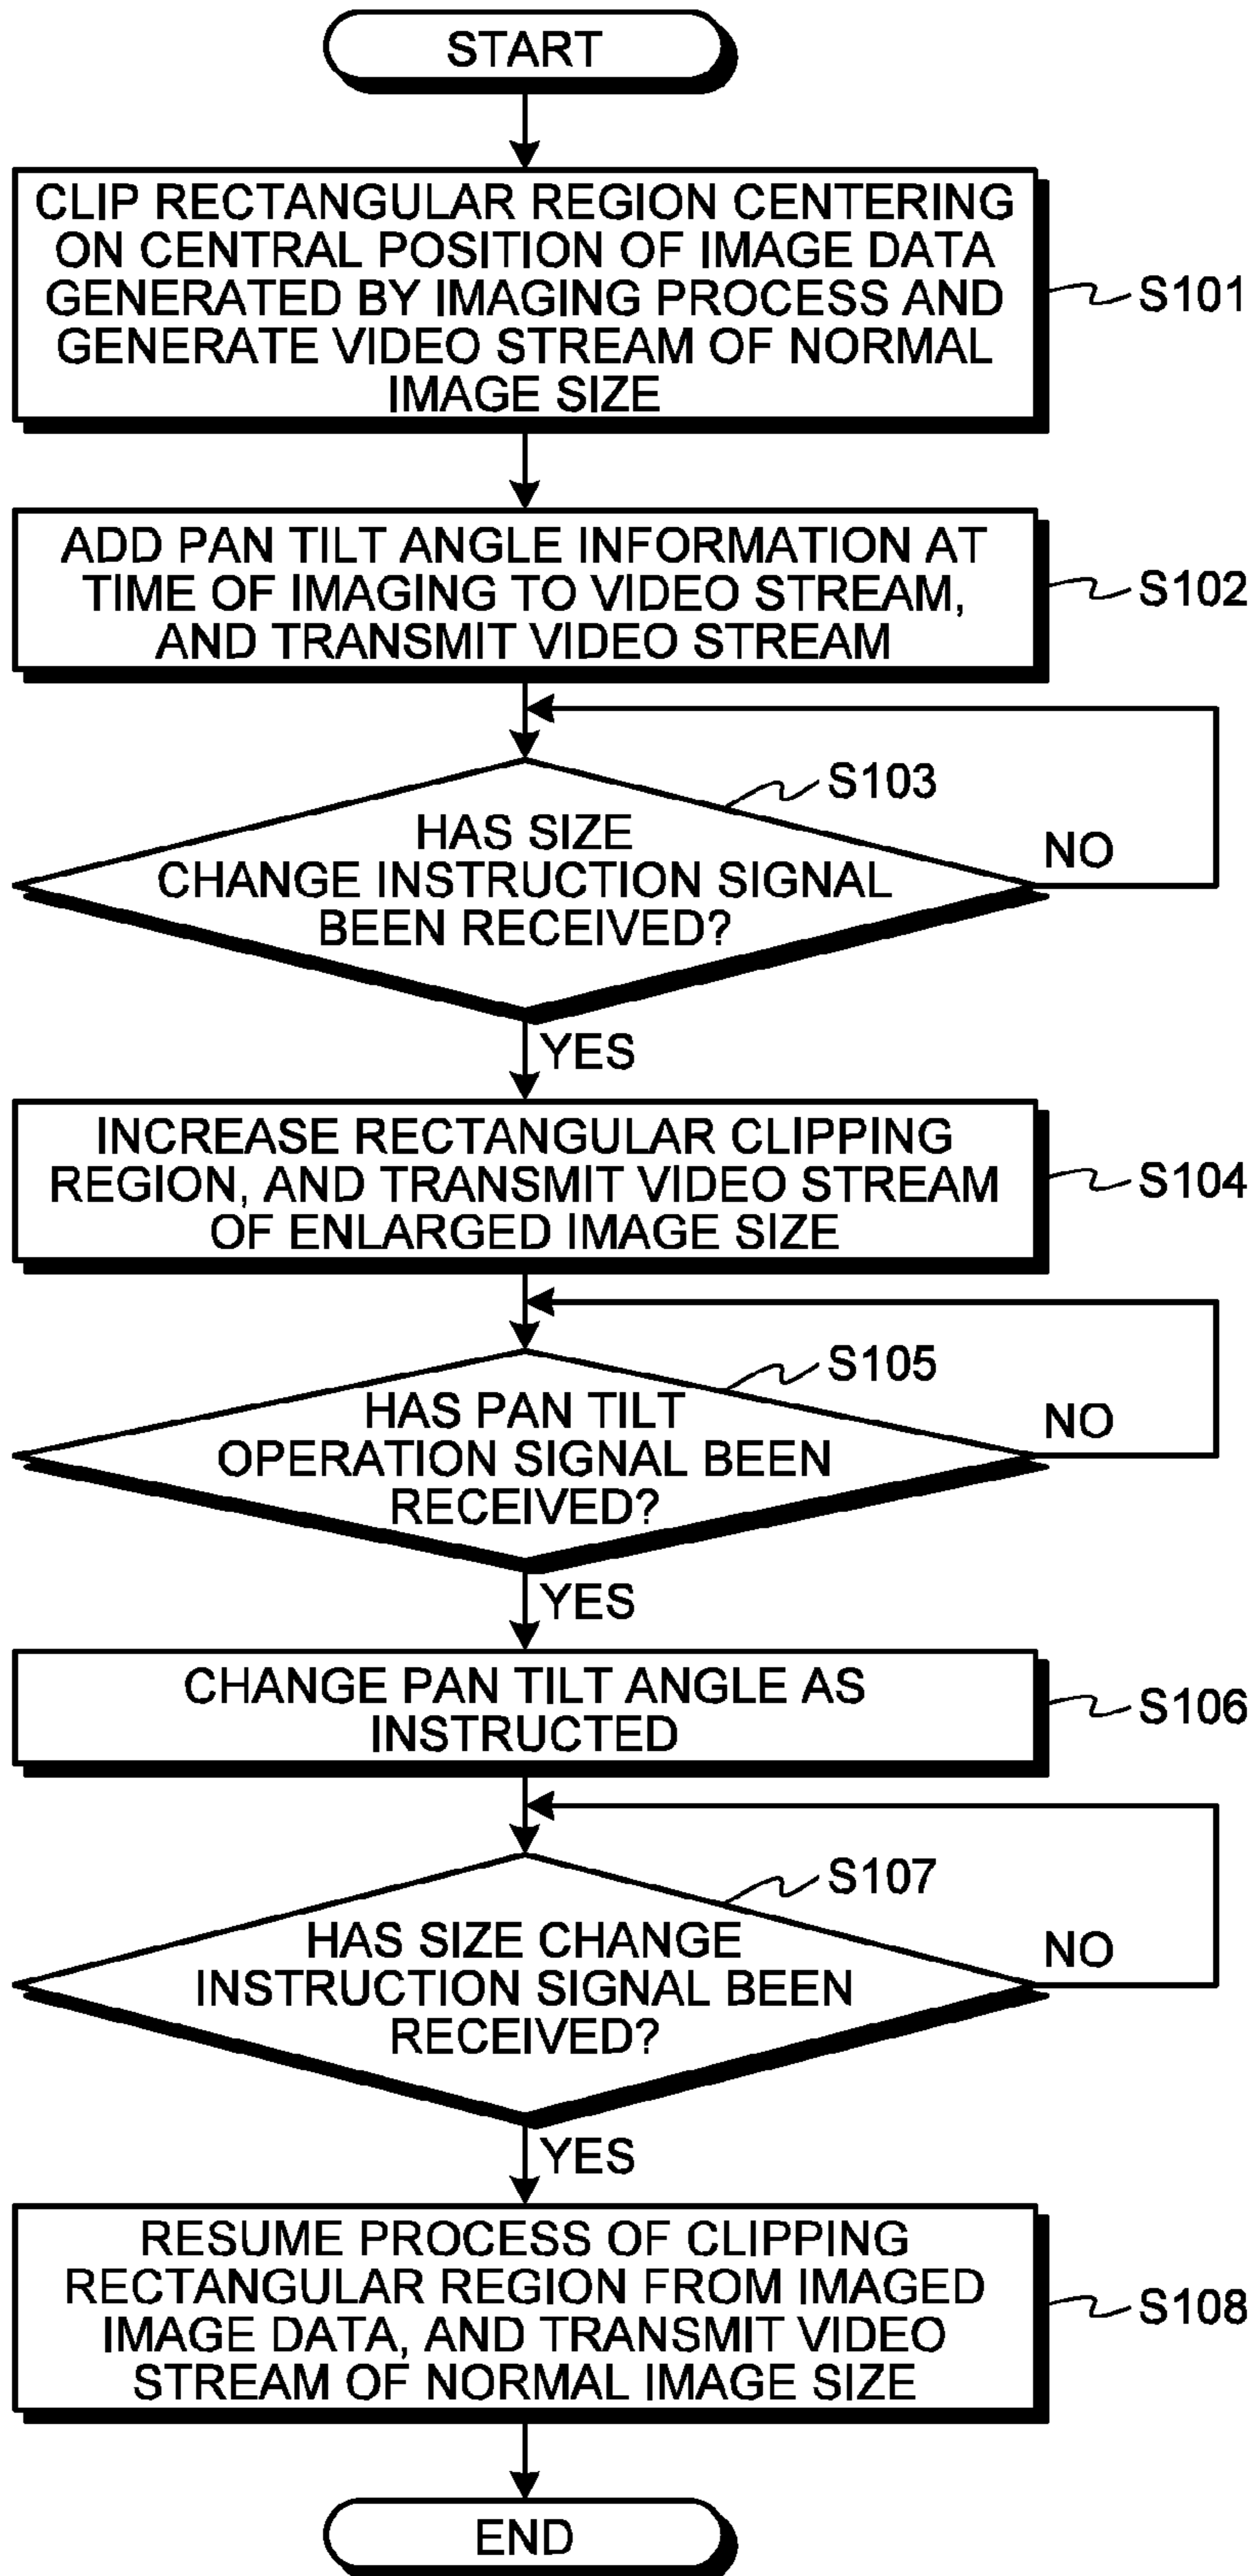 START
CLIP RECTANGULAR REGION CENTERING
ON CENTRAL POSITION OF IMAGE DATA
GENERATED BY IMAGING PROCESS AND
GENERATE VIDEO STREAM OF NORMAL
IMAGE SIZE
S101
ADD PAN TILT ANGLE INFORMATION AT
TIME OF IMAGING TO VIDEO STREAM,
AND TRANSMIT VIDEO STREAM
S102
S103
HAS SIZE
CHANGE INSTRUCTION SIGNAL
BEEN RECEIVED?
NO
YES
INCREASE RECTANGULAR CLIPPING
REGION, AND TRANSMIT VIDEO STREAM
OF ENLARGED IMAGE SIZE
S104
S105
HAS PAN TILT
OPERATION SIGNAL BEEN
RECEIVED?
NO
YES
CHANGE PAN TILT ANGLE AS
INSTRUCTED
S106
S107
HAS SIZE CHANGE
INSTRUCTION SIGNAL BEEN
RECEIVED?
NO
YES
RESUME PROCESS OF CLIPPING
RECTANGULAR REGION FROM IMAGED
IMAGE DATA, AND TRANSMIT VIDEO
STREAM OF NORMAL IMAGE SIZE
S108
END